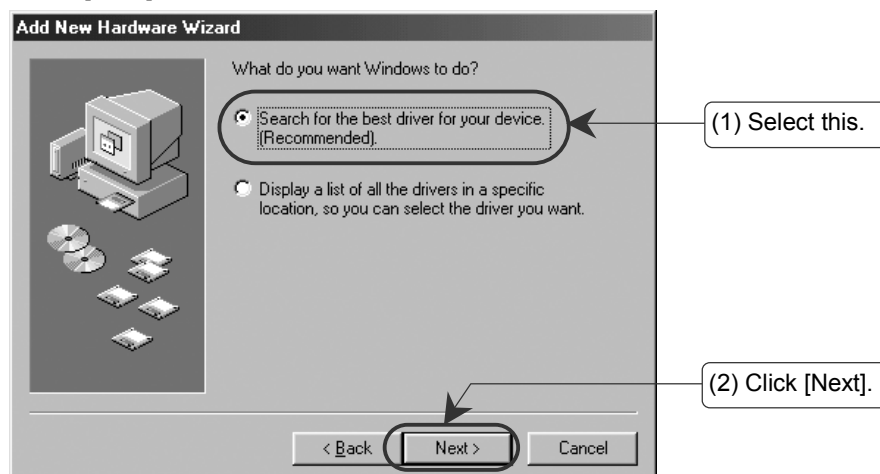 Add New Hardware Wizard
What do you want Windows to do?
Search for the best driver for your device.
(Recommended).
(1) Select this.
Display a list of all the drivers in a specific
location, so you can select the driver you want.
(2) Click [Next].
< Back
Next >
Cancel